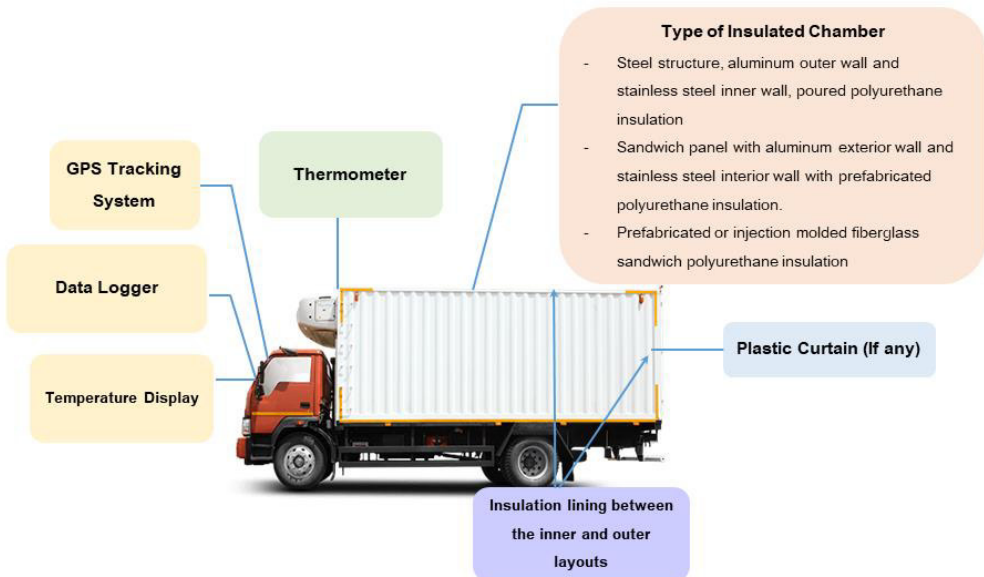 Type of Insulated Chamber
- Steel structure, aluminum outer wall and
stainless steel inner wall, poured polyurethane
insulation
- Sandwich panel with aluminum exterior wall and
stainless steel interior wall with prefabricated
polyurethane insulation.
- Prefabricated or injection molded fiberglass
sandwich polyurethane insulation
GPS Tracking
System
Thermometer
Data Logger
Plastic Curtain (If any)
Temperature Display
Insulation lining between
the inner and outer
layouts